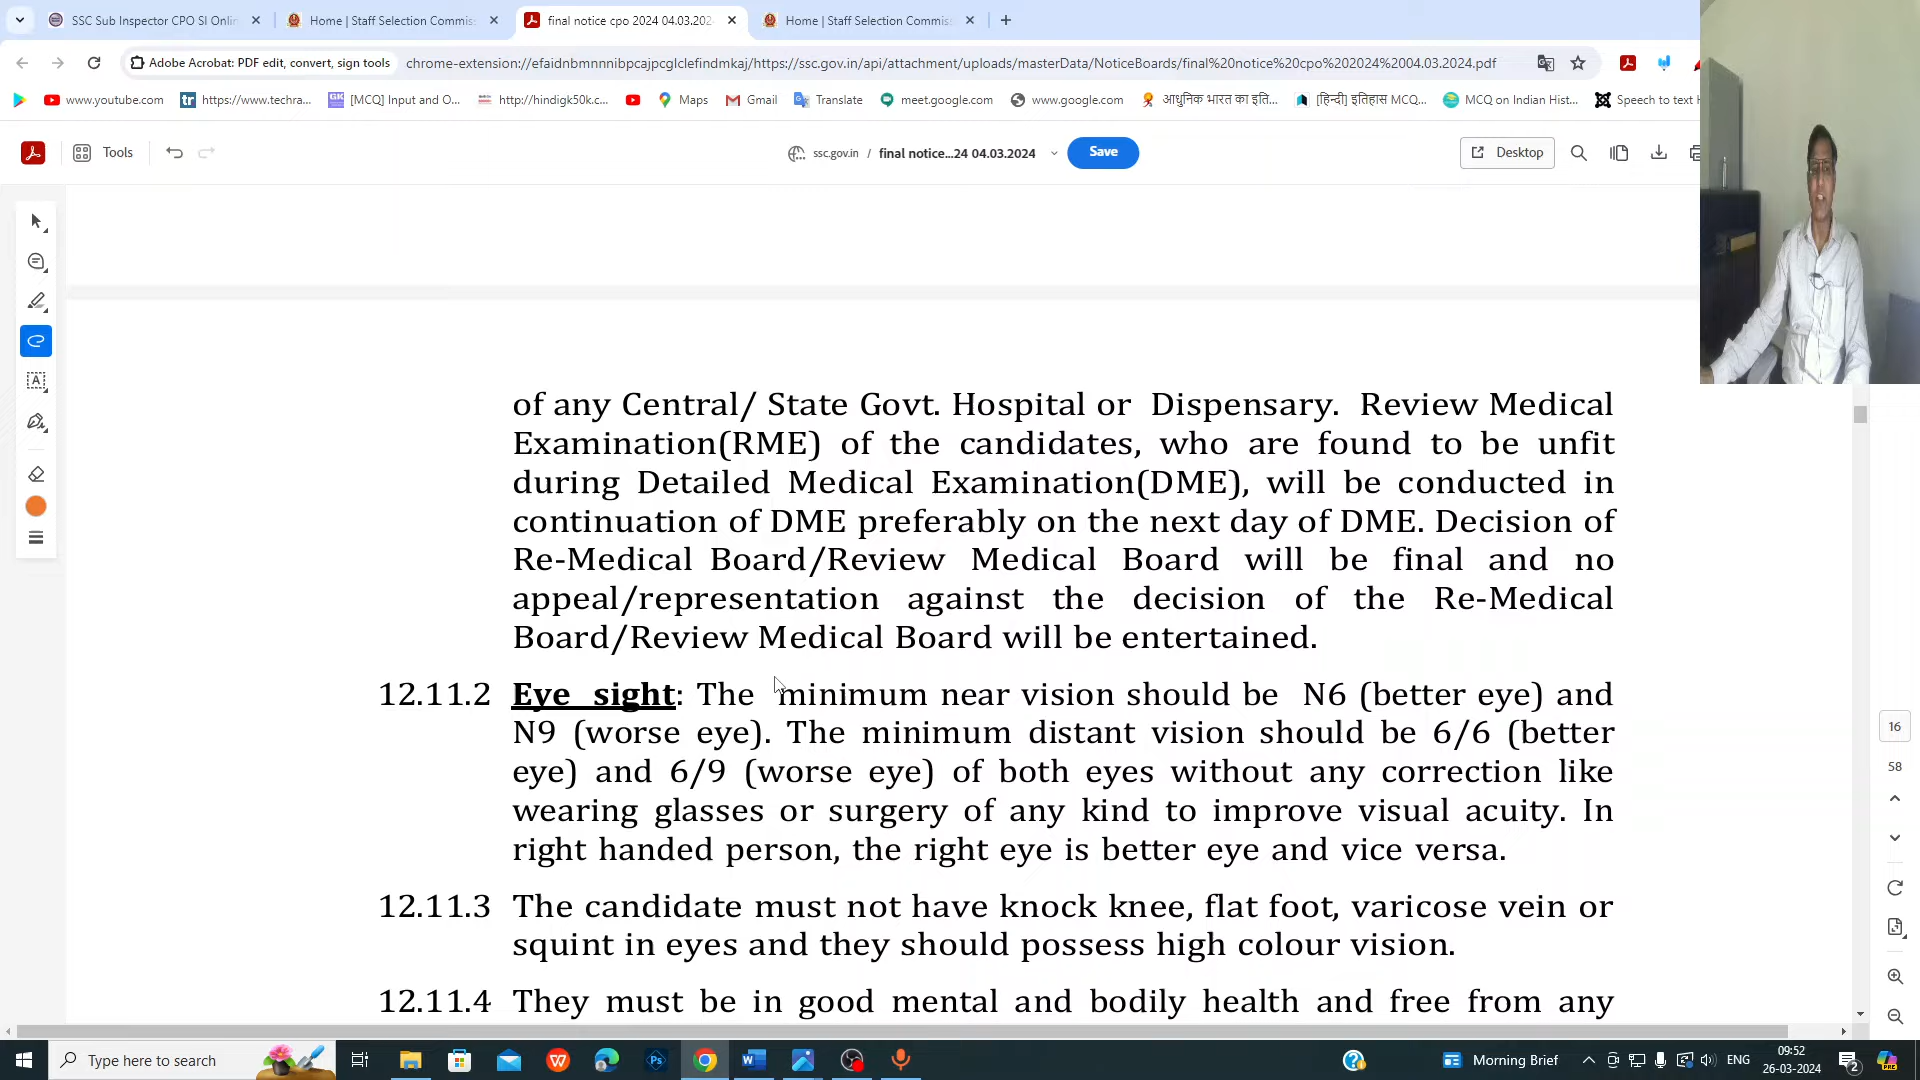 SSC Sub Inspector CPO SI Onlin
Home | Staff Selection Commiss
final notice cpo 2024 04.03.202
Home | Staff Selection Commiss
Adobe Acrobat: PDF edit, convert, sign tools
chrome-extension://efaidnbmnnnibpcajpcglclefindmkaj/https://ssc.gov.in/api/attachment/uploads/masterData/NoticeBoards/final%20notice%20cpo%202024%2004.03.2024.pdf
www.youtube.com
https://www.techra...
[MCQ] Input and O...
http://hindigk50k.c...
Maps
Gmail
Translate
meet.google.com
www.google.com
आधुनिक भारत का इति...
[हिन्दी] इतिहास MCQ...
MCQ on Indian Hist...
Speech to text
Tools
ssc.gov.in / final notice...24 04.03.2024
Save
Desktop
of any Central/ State Govt. Hospital or Dispensary. Review Medical
Examination(RME) of the candidates, who are found to be unfit
during Detailed Medical Examination(DME), will be conducted in
continuation of DME preferably on the next day of DME. Decision of
Re-Medical Board/Review Medical Board will be final and no
appeal/representation against the decision of the Re-Medical
Board/Review Medical Board will be entertained.
12.11.2 Eye sight: The minimum near vision should be N6 (better eye) and
N9 (worse eye). The minimum distant vision should be 6/6 (better
eye) and 6/9 (worse eye) of both eyes without any correction like
wearing glasses or surgery of any kind to improve visual acuity. In
right handed person, the right eye is better eye and vice versa.
12.11.3 The candidate must not have knock knee, flat foot, varicose vein or
squint in eyes and they should possess high colour vision.
12.11.4 They must be in good mental and bodily health and free from any
16
58
Type here to search
Morning Brief
ENG
09:52
26-03-2024
2